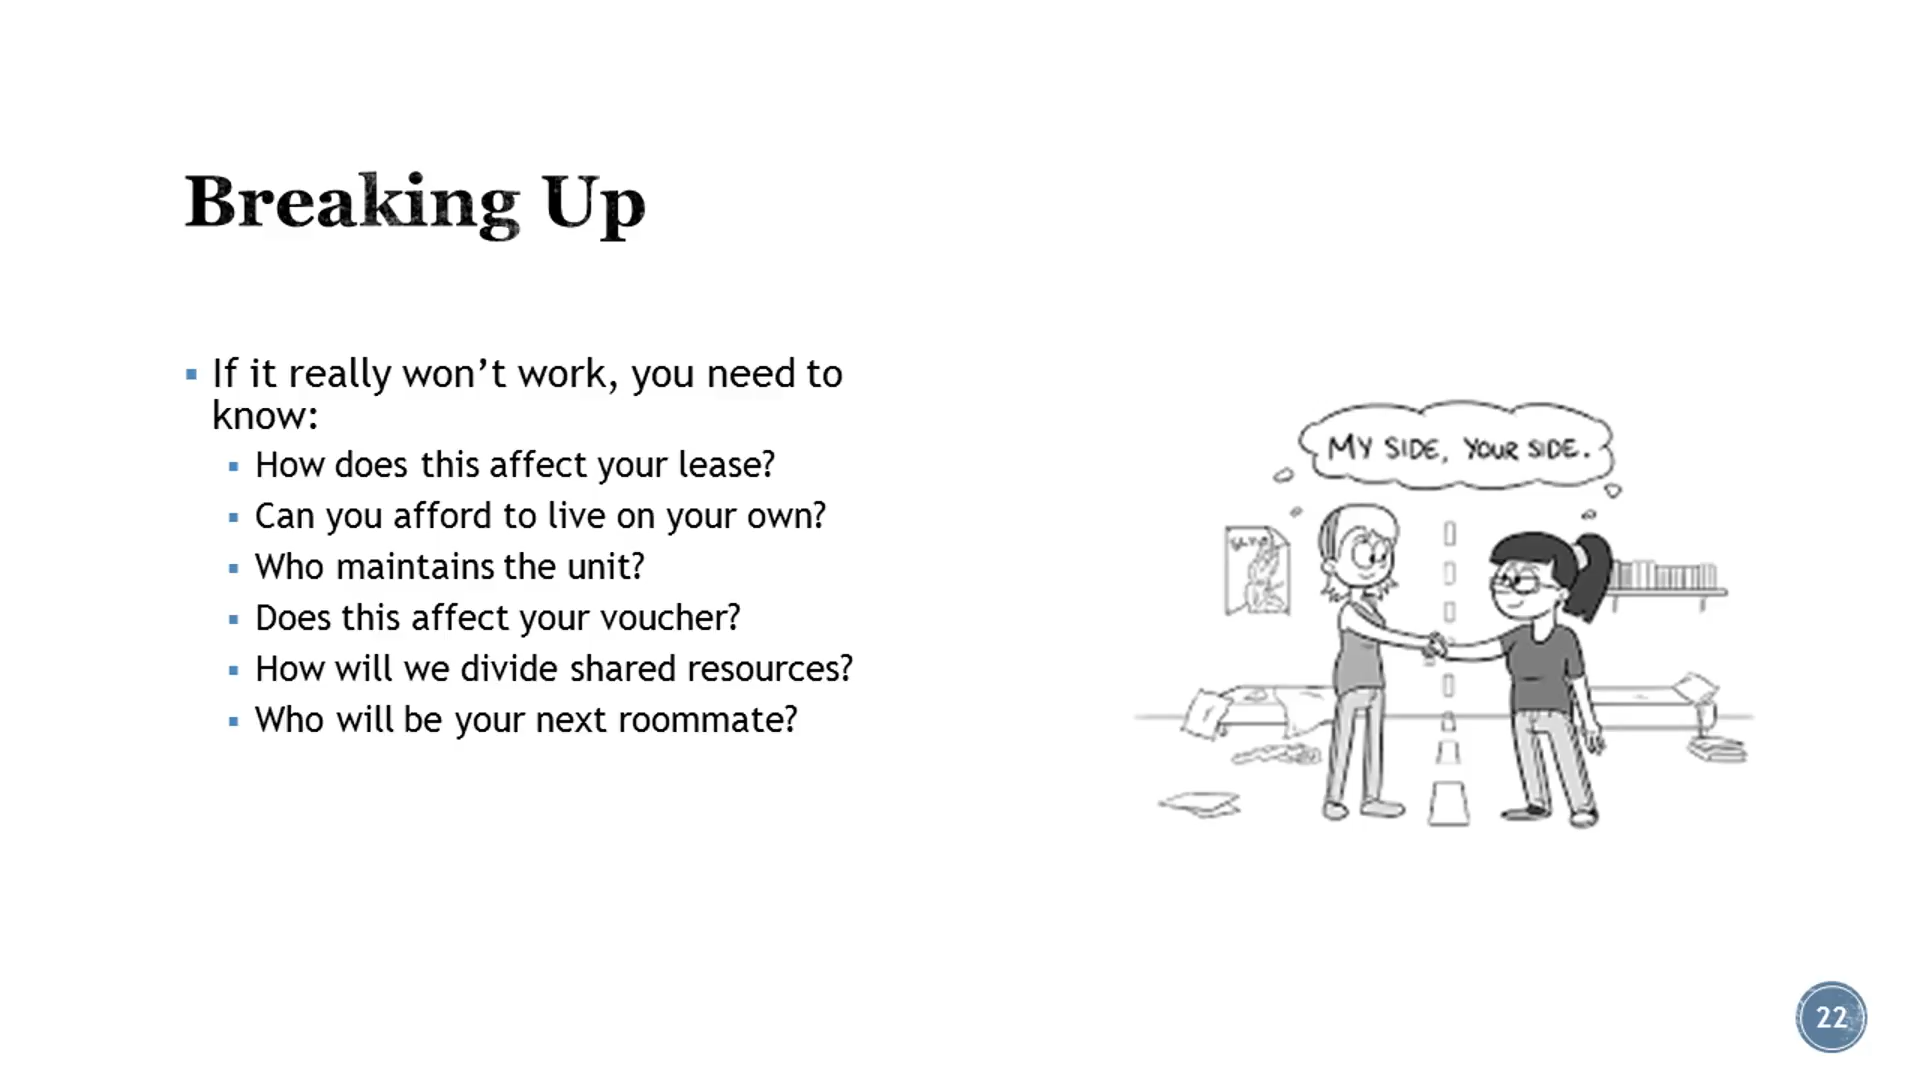 Breaking Up
If it really won’t work, you need to
know:
How does this affect your lease?
Can you afford to live on your own?
Who maintains the unit?
Does this affect your voucher?
How will we divide shared resources?
Who will be your next roommate?
MY SIDE, YOUR SIDE.
22